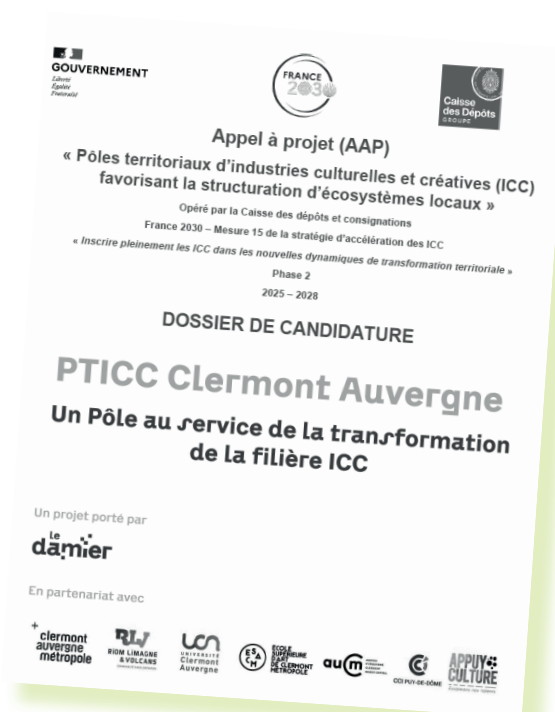 GOUVERNEMENT
Liberté
Égalité
Fraternité
FRANCE
2030
Caisse
des Dépôts
GROUPE
Appel à projet (AAP)
« Pôles territoriaux d'industries culturelles et créatives (ICC)
favorisant la structuration d'écosystèmes locaux »
Opéré par la Caisse des dépôts et consignations
France 2030 – Mesure 15 de la stratégie d'accélération des ICC
« Inscrire pleinement les ICC dans les nouvelles dynamiques de transformation territoriale »
Phase 2
2025 – 2028
DOSSIER DE CANDIDATURE
PTICC Clermont Auvergne
Un Pôle au service de la transformation
de la filière ICC
Un projet porté par
le
damier
En partenariat avec
clermont
auvergne
métropole
RLV
RIOM LIMAGNE
& VOLCANS
UCA
UNIVERSITÉ
Clermont
Auvergne
ESACM
ÉCOLE
SUPÉRIEURE
D'ART
DE CLERMONT
MÉTROPOLE
auCm
CCI PUY-DE-DÔME
APPUY
CULTURE